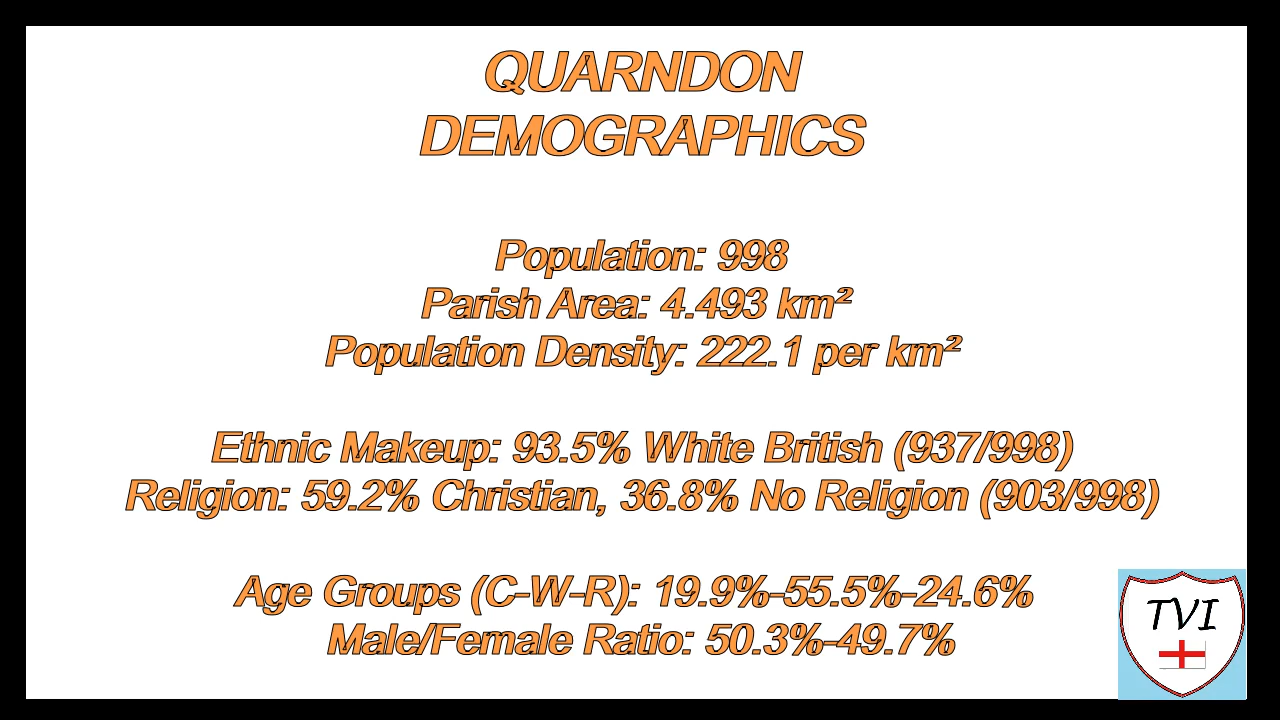 QUARNDON
DEMOGRAPHICS
Population: 998
Parish Area: 4.493 km²
Population Density: 222.1 per km²
Ethnic Makeup: 93.5% White British (937/998)
Religion: 59.2% Christian, 36.8% No Religion (903/998)
Age Groups (C-W-R): 19.9%-55.5%-24.6%
Male/Female Ratio: 50.3%-49.7%
TVI